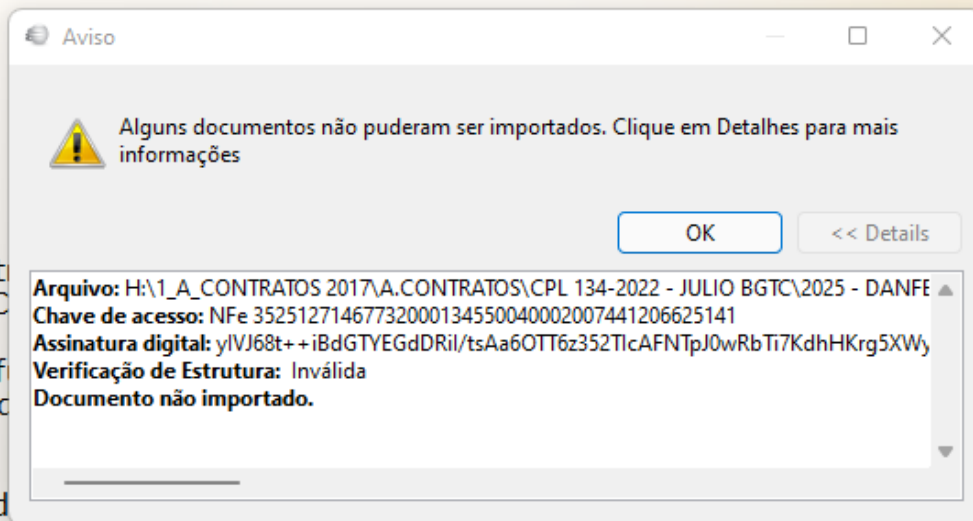 Aviso
Alguns documentos não puderam ser importados. Clique em Detalhes para mais
informações
OK
<< Details
Arquivo: H:\1_A_CONTRATOS 2017\A.CONTRATOS\CPL 134-2022 - JULIO BGTC\2025 - DANFE
Chave de acesso: NFe 35251271467732000134550040002007441206625141
Assinatura digital: yIVJ68t++iBdGTYEGdDRiI/tsAa6OTT6z352TIcAFNTpJ0wRbTi7KdhHKrg5XWy
Verificação de Estrutura: Inválida
Documento não importado.